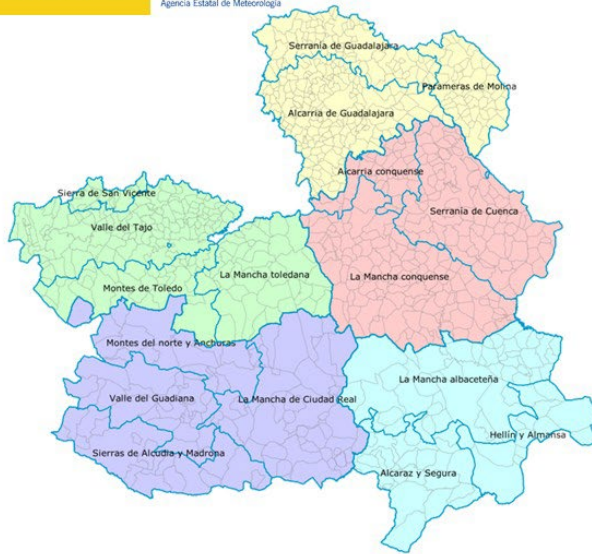 Agencia Estatal de Meteorología
Serranía de Guadalajara
Parameras de Molina
Alcarria de Guadalajara
Alcarria conquense
Sierra de San Vicente
Serranía de Cuenca
Valle del Tajo
La Mancha toledana
La Mancha conquense
Montes de Toledo
Montes del norte y Anchuras
La Mancha albaceteña
Valle del Guadiana
La Mancha de Ciudad Real
Hellín y Almansa
Sierras de Alcudia y Madrona
Alcaraz y Segura